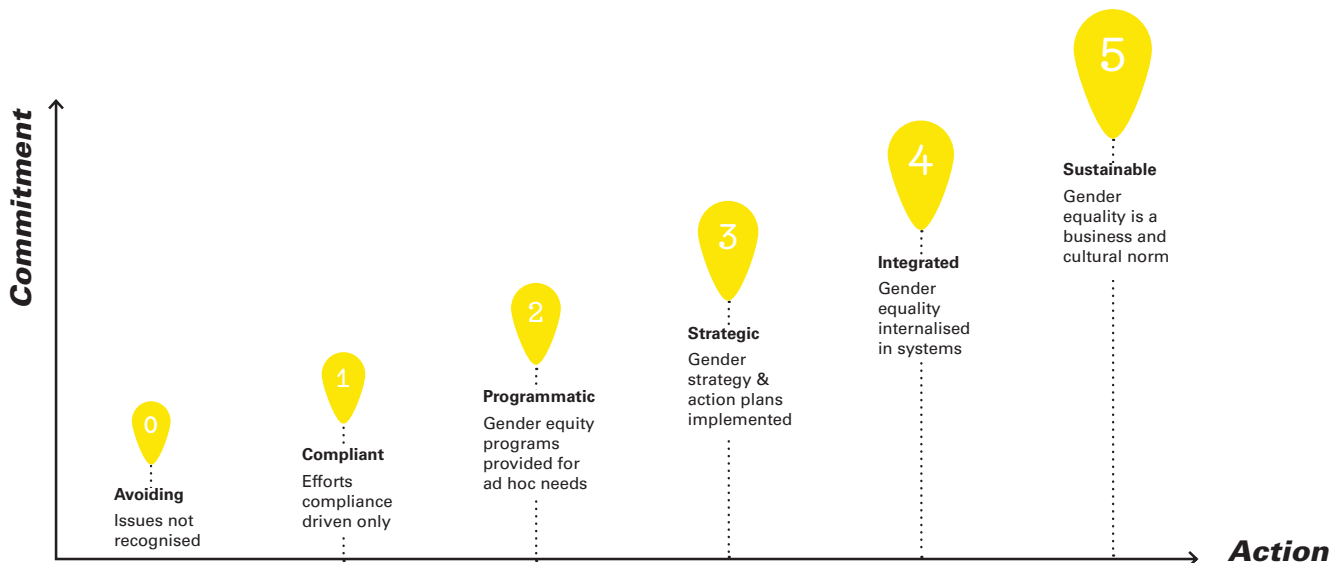 Commitment
0
Avoiding
Issues not
recognised
1
Compliant
Efforts
compliance
driven only
2
Programmatic
Gender equity
programs
provided for
ad hoc needs
3
Strategic
Gender
strategy &
action plans
implemented
4
Integrated
Gender
equality
internalised
in systems
5
Sustainable
Gender
equality is a
business and
cultural norm
Action